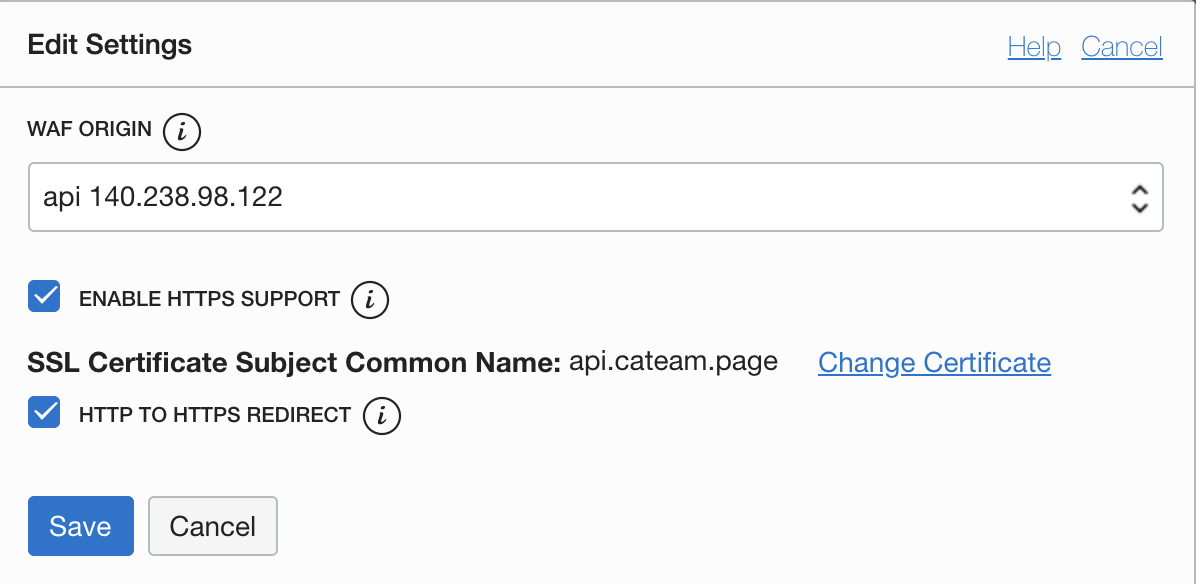 Edit Settings Help Cancel
WAF ORIGIN i
api 140.238.98.122
ENABLE HTTPS SUPPORT i
SSL Certificate Subject Common Name: api.cateam.page Change Certificate
HTTP TO HTTPS REDIRECT i
Save Cancel